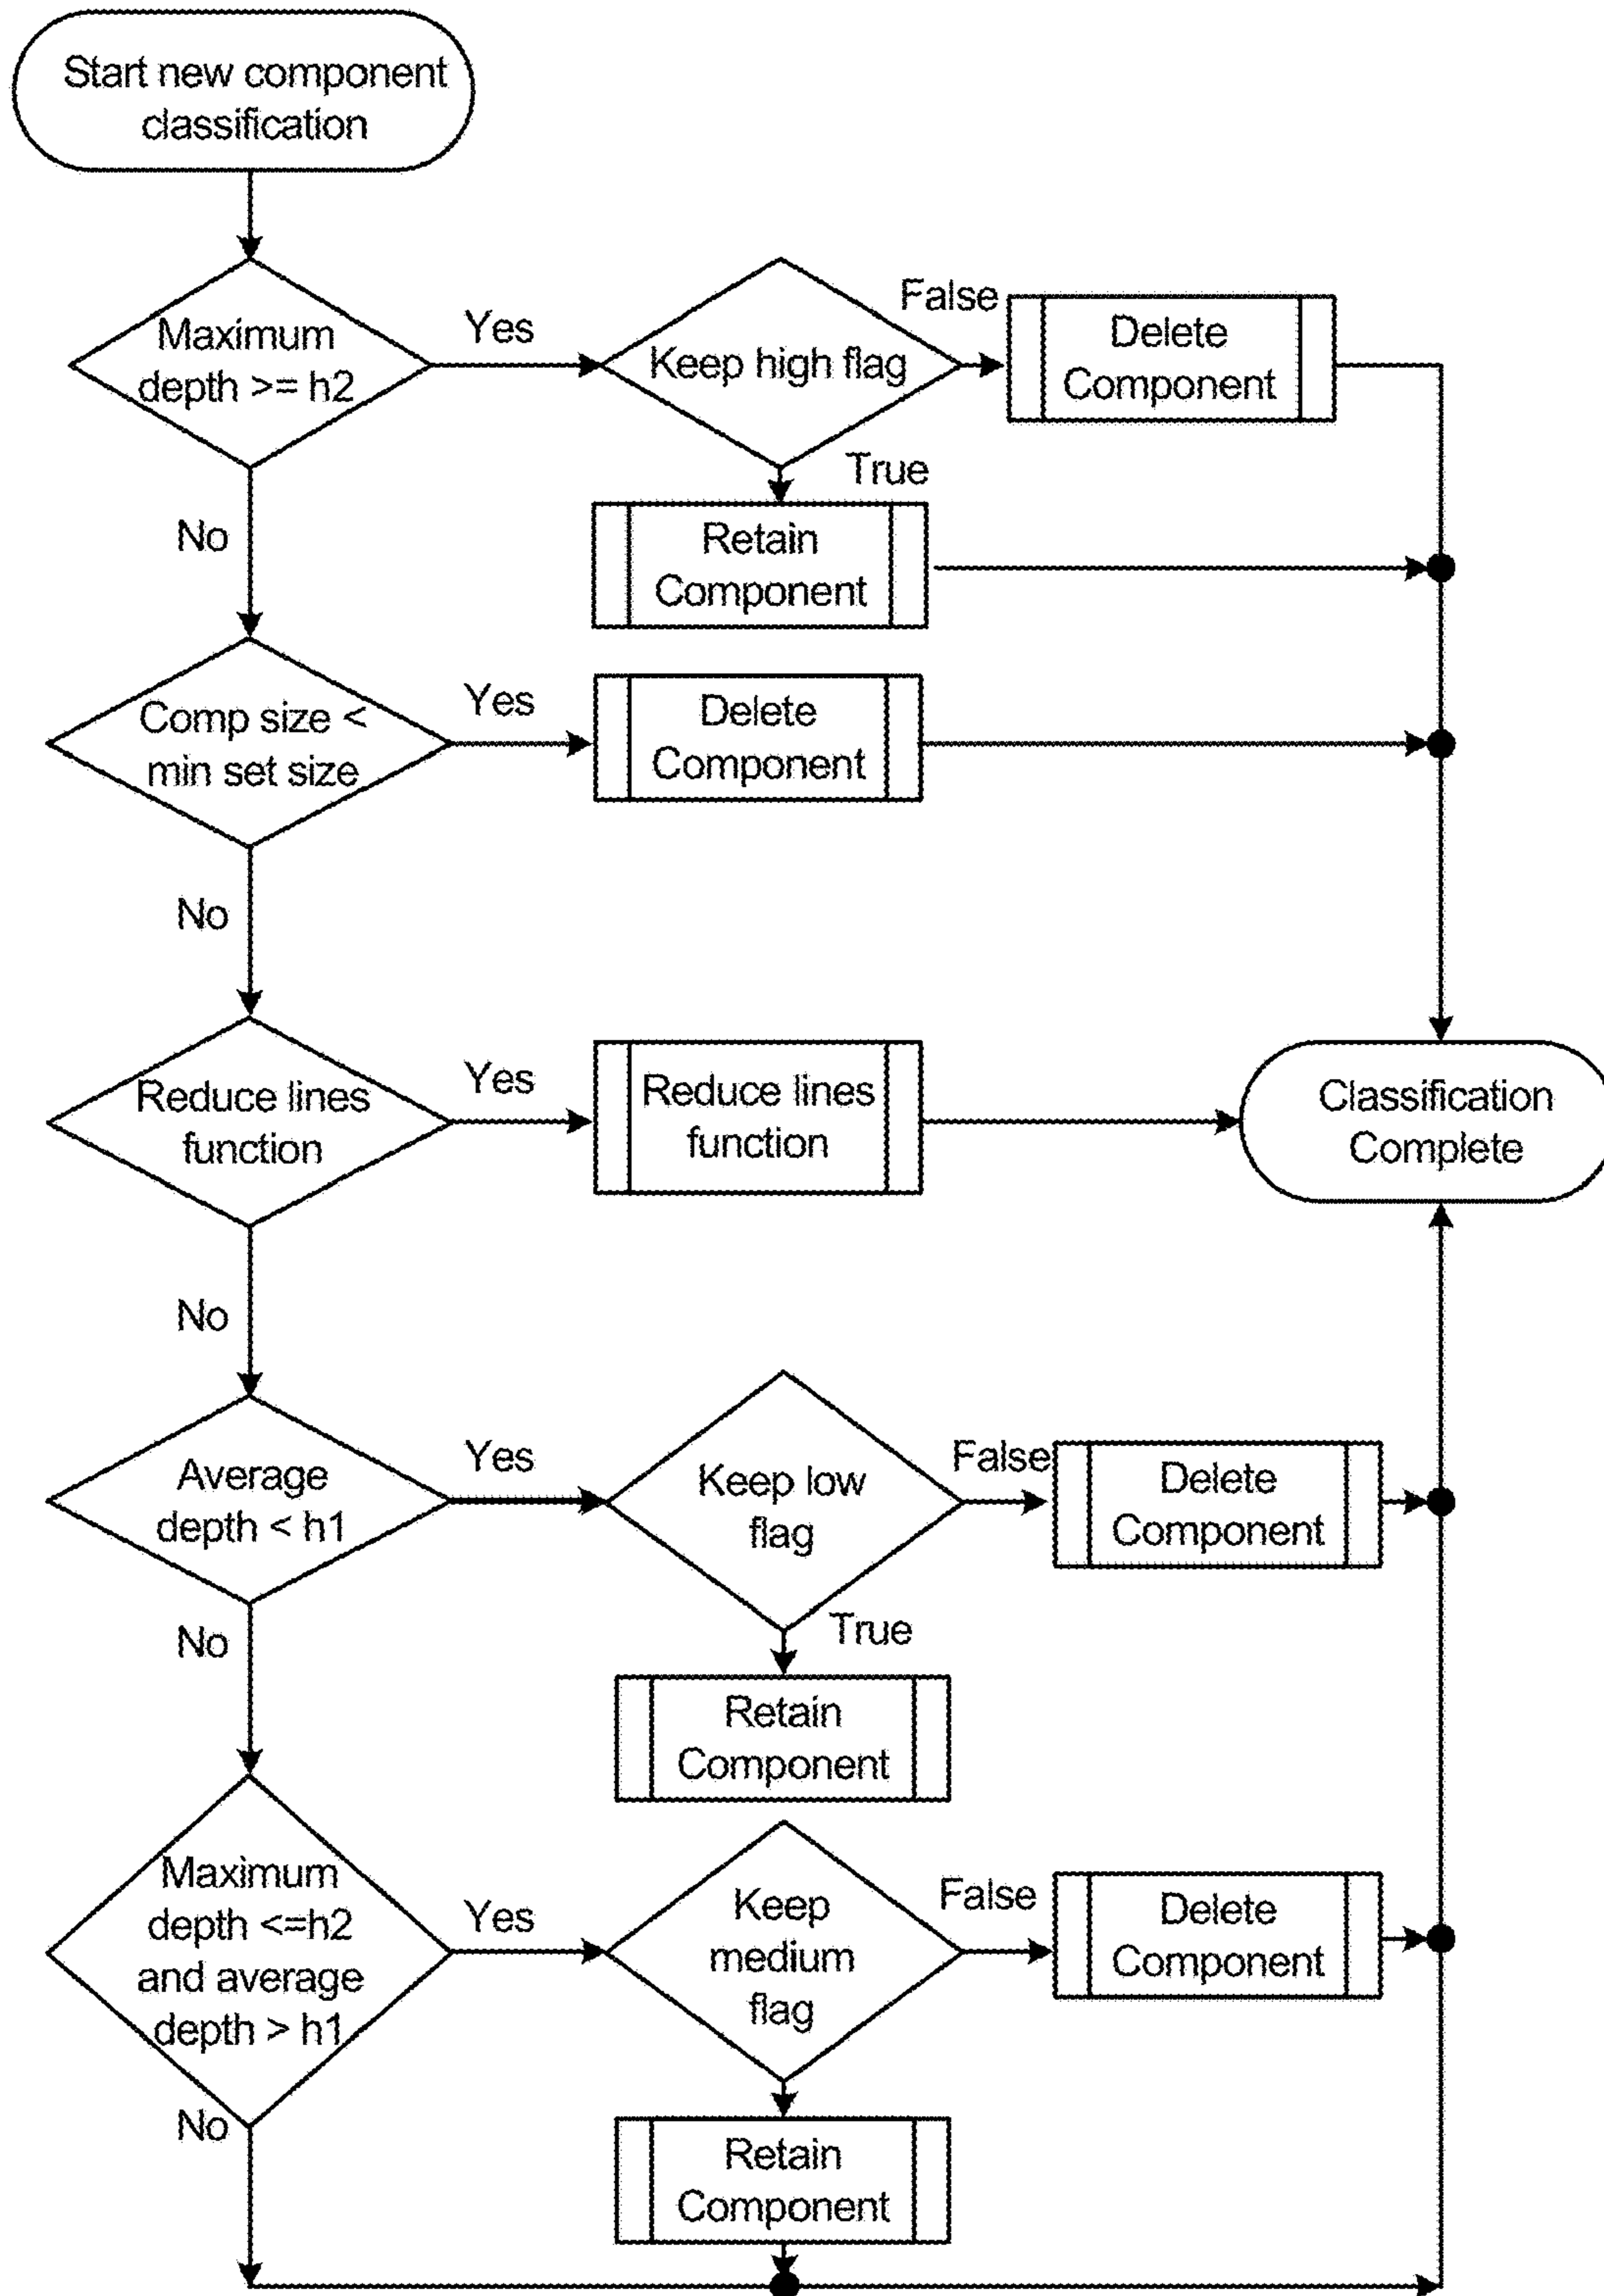 Start new component
classification
Maximum
depth >= h2
Yes
Keep high flag
False
Delete
Component
True
Retain
Component
No
Comp size <
min set size
Yes
Delete
Component
No
Reduce lines
function
Yes
Reduce lines
function
Classification
Complete
No
Average
depth < h1
Yes
Keep low
flag
False
Delete
Component
True
Retain
Component
No
Maximum
depth <=h2
and average
depth > h1
Yes
Keep
medium
flag
False
Delete
Component
Retain
Component
No